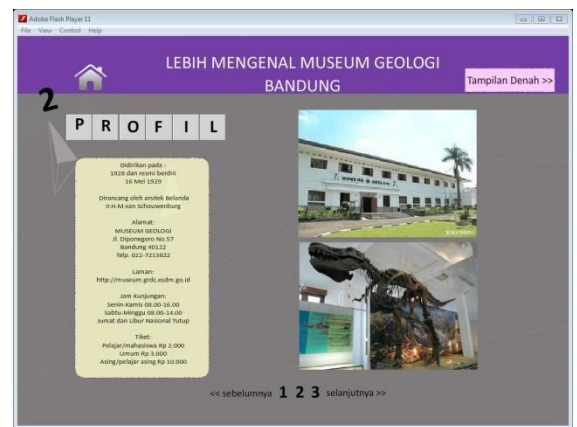 Adobe Flash Player 11
File View Control Help
LEBIH MENGENAL MUSEUM GEOLOGI
BANDUNG
Tampilan Denah >>
2
P R O F I L
Didirikan pada :
1928 dan resmi berdiri
16 Mei 1929
Dirancang oleh arsitek Belanda
Ir.H.M.van Schouwenburg
Alamat:
MUSEUM GEOLOGI
Jl. Diponegoro No.57
Bandung 40122
Telp. 022-7213822
Laman:
http://museum.grdc.esdm.go.id
Jam Kunjungan:
Senin-Kamis 08.00-16.00
Sabtu-Minggu 08.00-14.00
Jumat dan Libur Nasional Tutup
Tiket:
Pelajar/mahasiswa Rp 2.000
Umum Rp 3.000
Asing/pelajar asing Rp 10.000
MUSEUM GEOLOGI
<< sebelumnya 1 2 3 selanjutnya >>